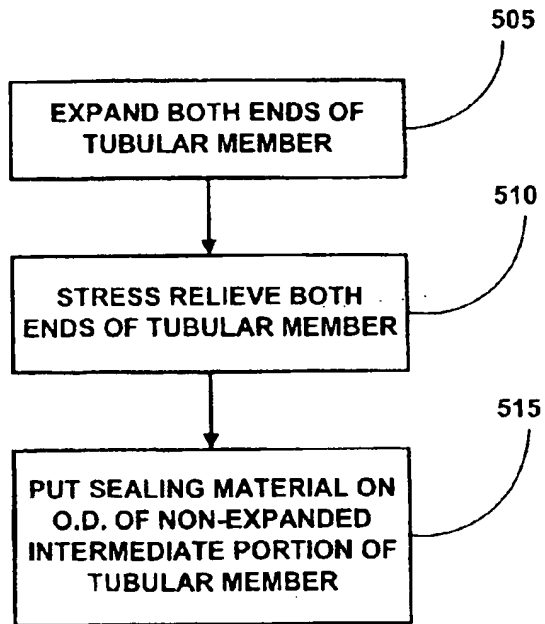 505
EXPAND BOTH ENDS OF
TUBULAR MEMBER
510
STRESS RELIEVE BOTH
ENDS OF TUBULAR MEMBER
515
PUT SEALING MATERIAL ON
O.D. OF NON-EXPANDED
INTERMEDIATE PORTION OF
TUBULAR MEMBER